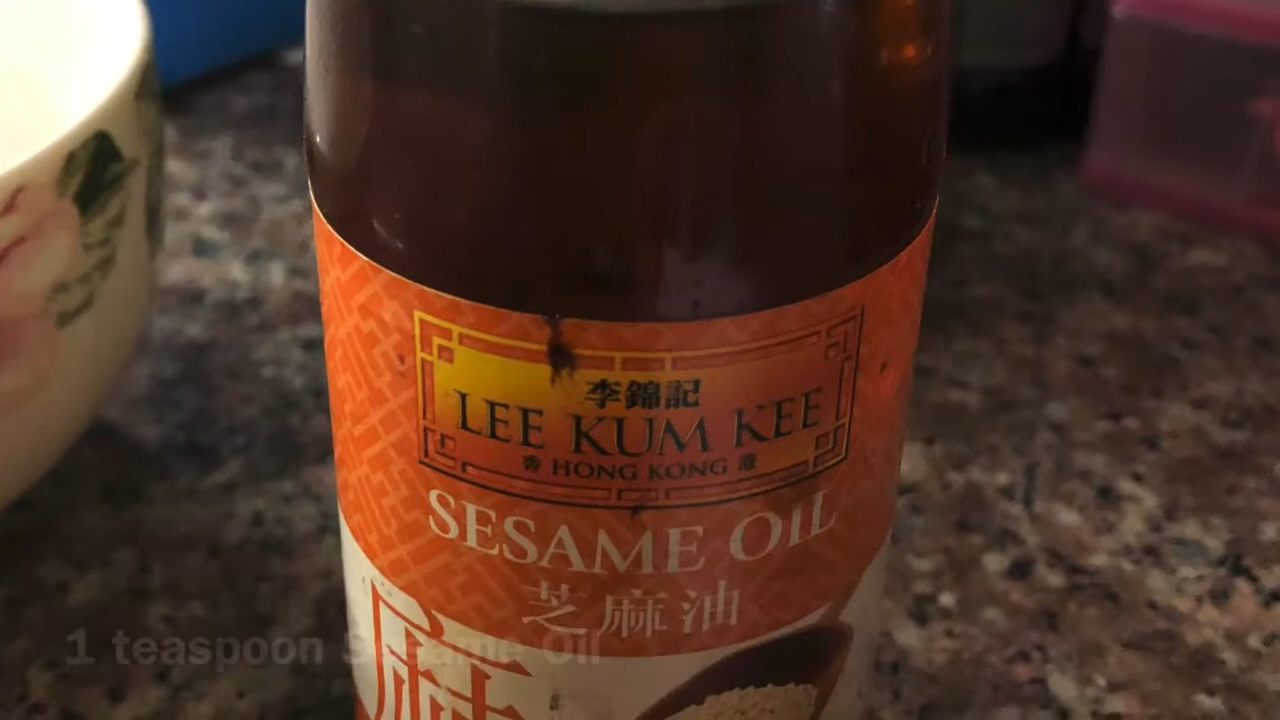 李錦記
LEE KUM KEE
香 HONG KONG 港
SESAME OIL
芝麻油
1 teaspoon Sesame Oil
麻